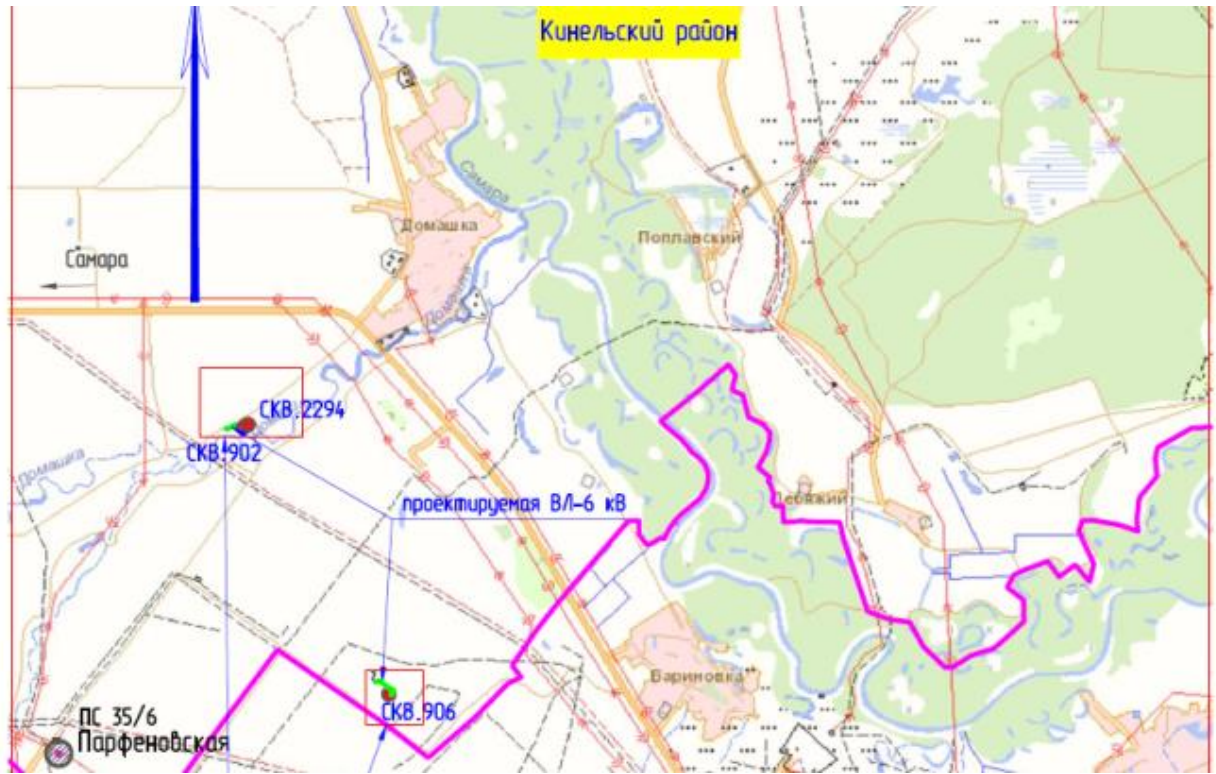 Кинельский район
Самара
Домашка
Поплавский
Самара
Домашка
СКВ.2294
СКВ.902
Домашка
проектируемая ВЛ-6 кВ
Лебяжий
Бариновка
СКВ.906
ПС 35/6
Парфеновская